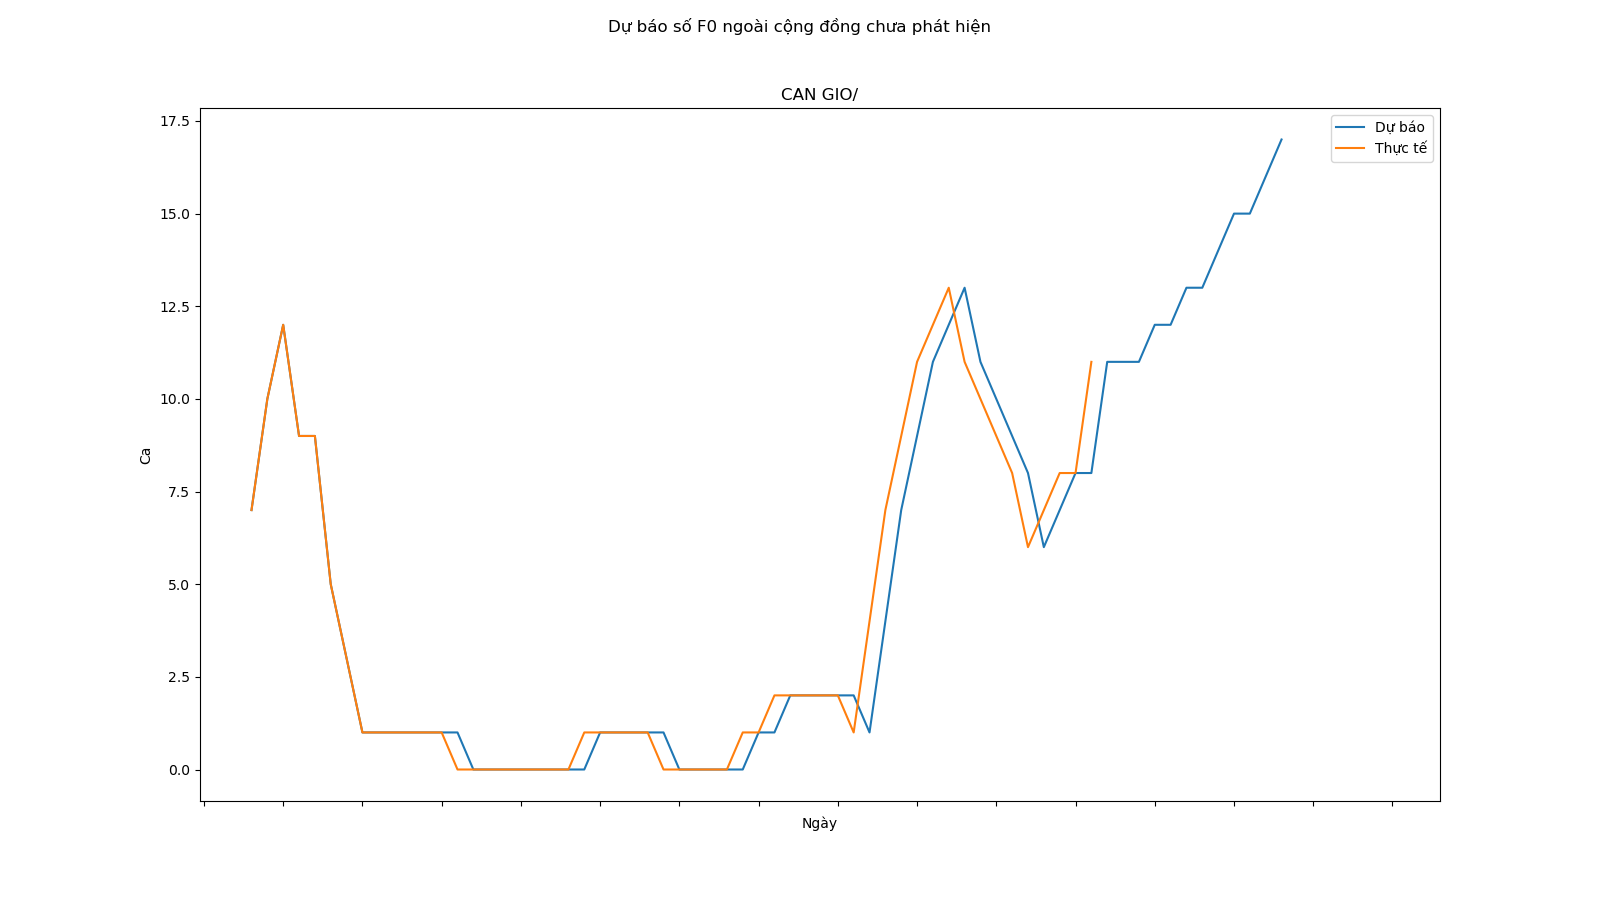 Dự báo số F0 ngoài cộng đồng chưa phát hiện
CAN GIO/
17.5
15.0
12.5
10.0
7.5
5.0
2.5
0.0
Ca
Dự báo
Thực tế
Ngày